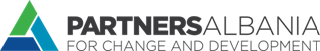 PARTNERSALBANIA
FOR CHANGE AND DEVELOPMENT